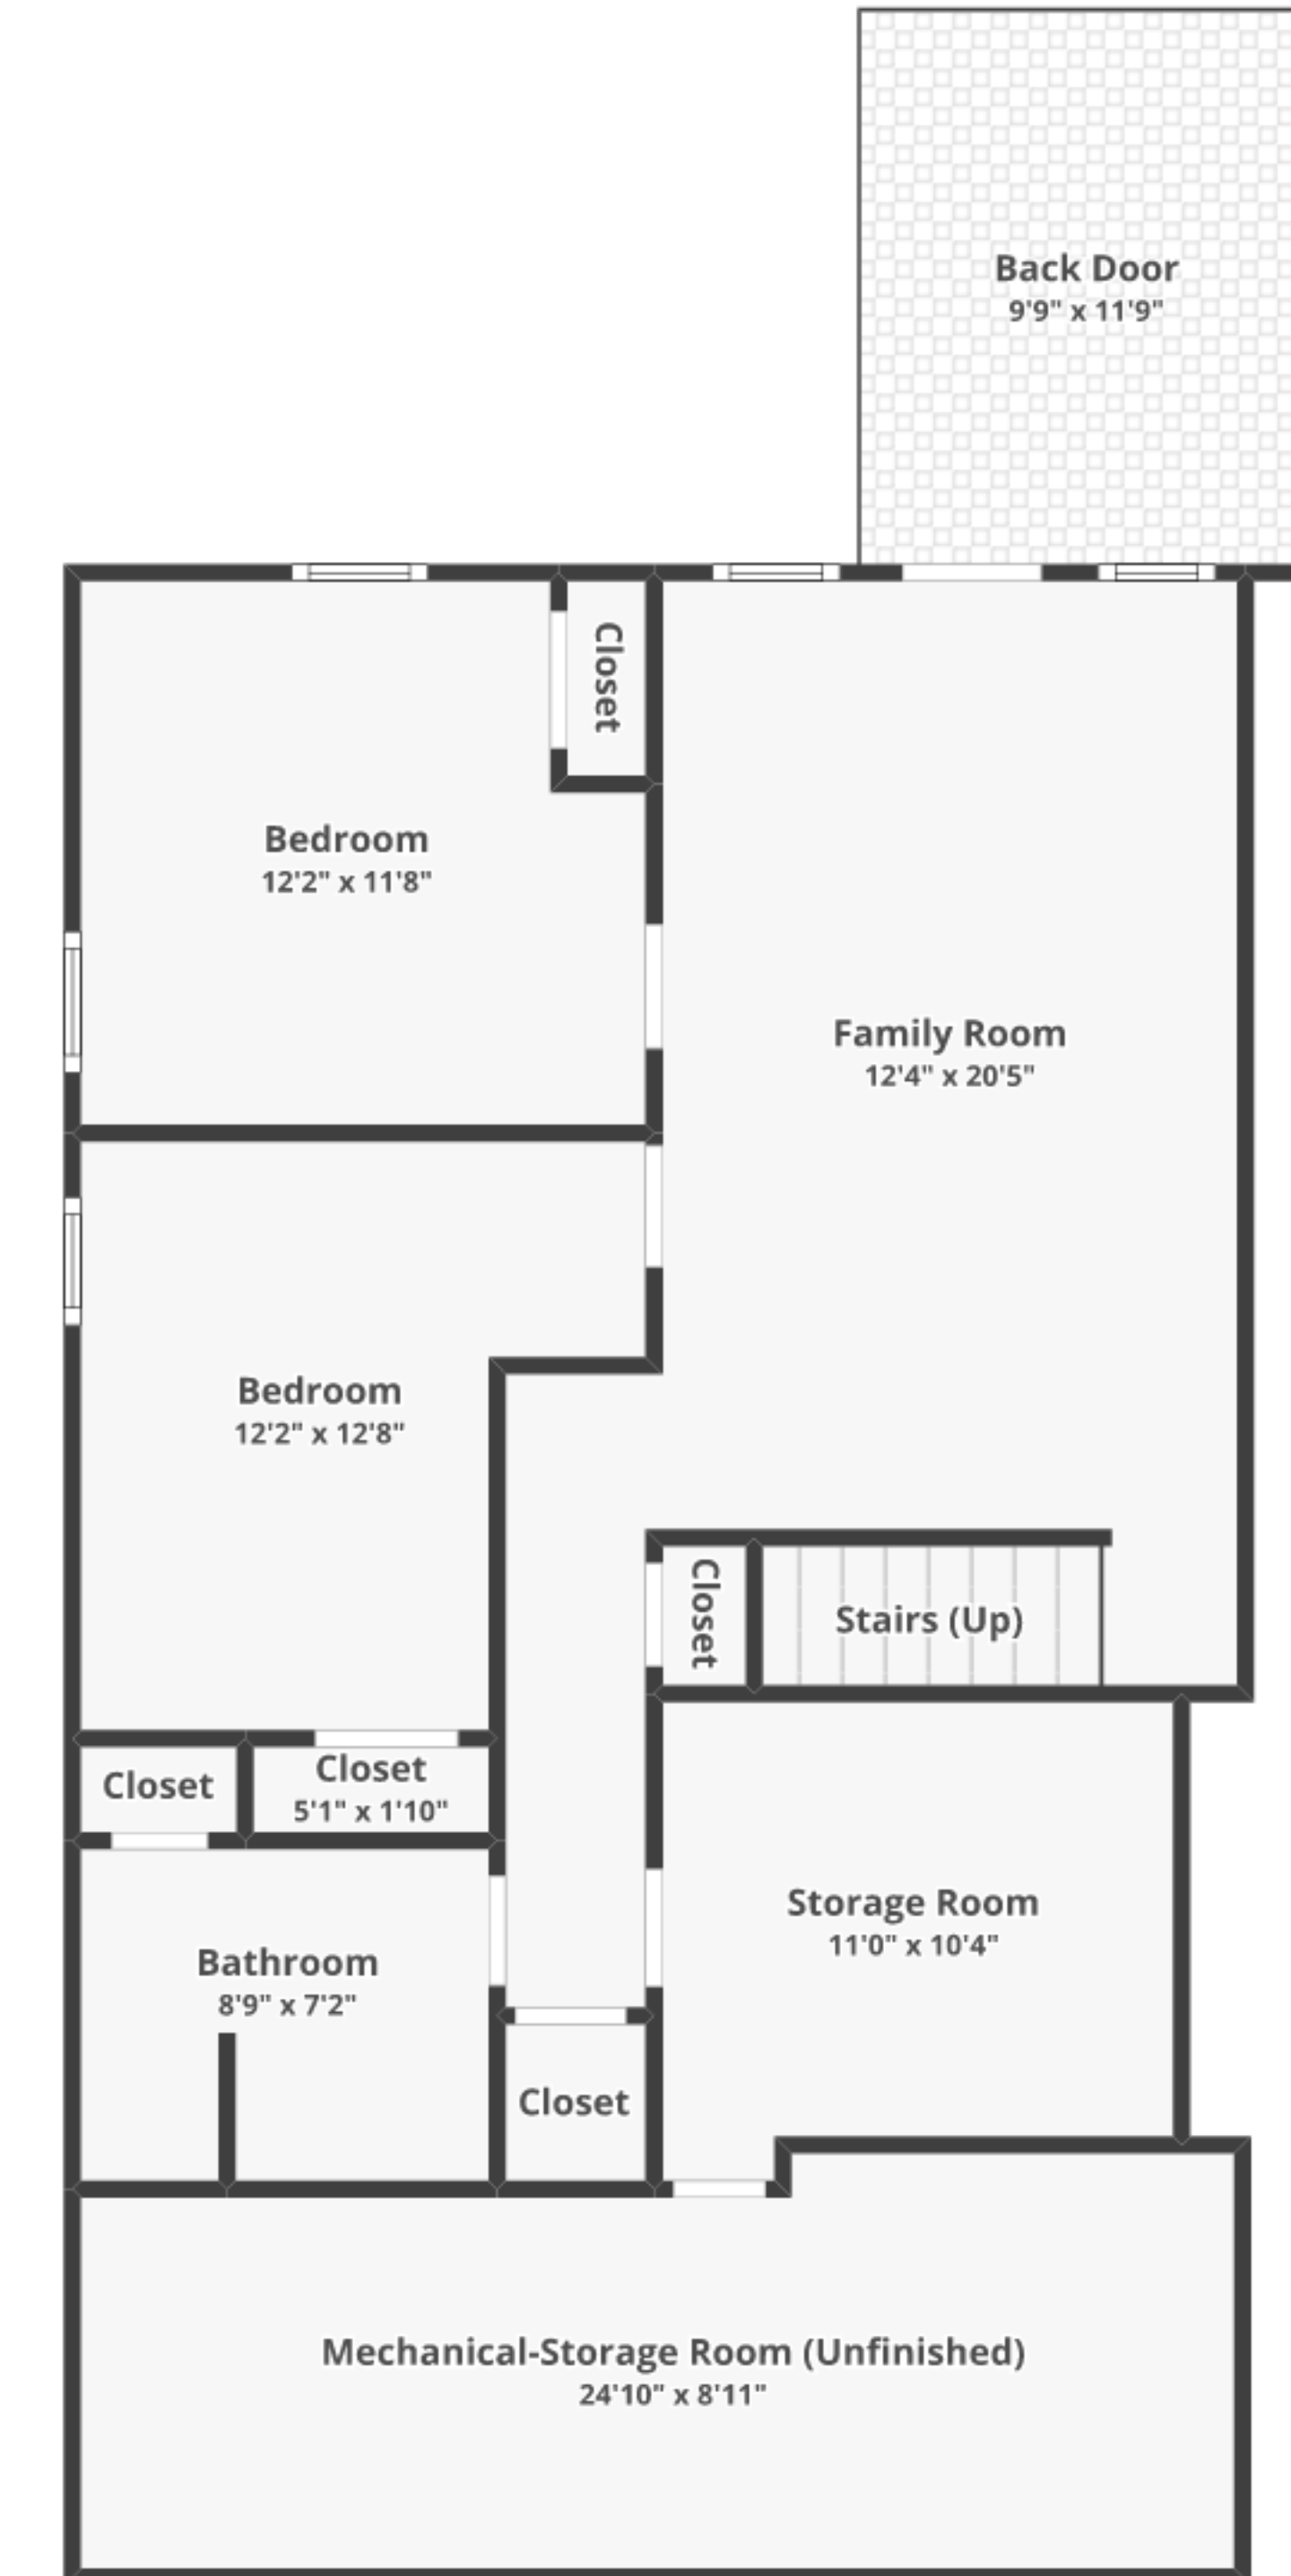 Back Door
9'9" x 11'9"
Closet
Bedroom
12'2" x 11'8"
Family Room
12'4" x 20'5"
Bedroom
12'2" x 12'8"
Closet
Stairs (Up)
Closet
Closet
5'1" x 1'10"
Storage Room
11'0" x 10'4"
Bathroom
8'9" x 7'2"
Closet
Mechanical-Storage Room (Unfinished)
24'10" x 8'11"